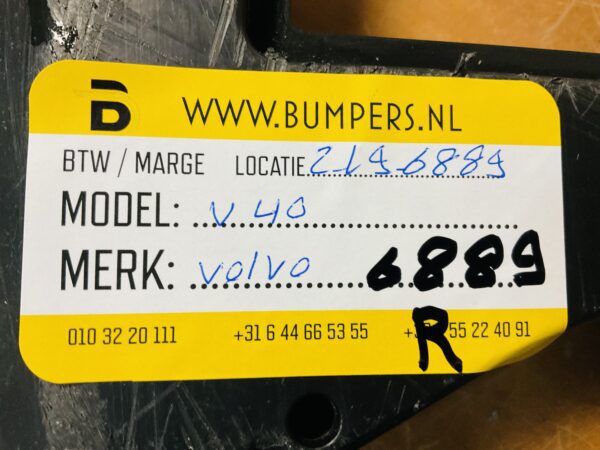 B WWW.BUMPERS.NL
BTW / MARGE LOCATIE
MODEL: V 40
MERK: VOLVO 6889
010 32 20 111 +31 6 44 66 53 55 55 22 40 91
R